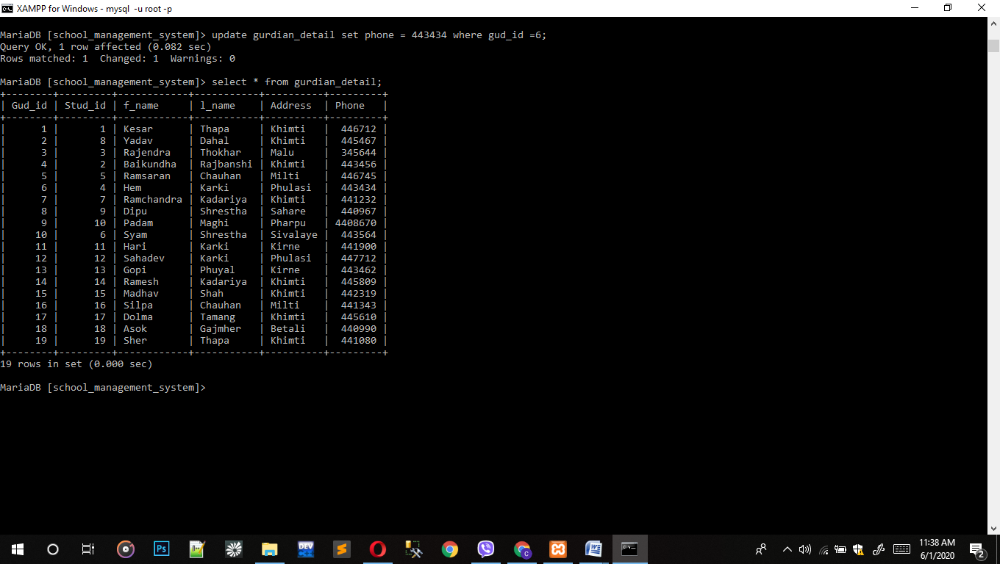 XAMPP for Windows - mysql -u root -p
MariaDB [school_management_system]> update gurdian_detail set phone = 443434 where gud_id =6;
Query OK, 1 row affected (0.082 sec)
Rows matched: 1  Changed: 1  Warnings: 0
MariaDB [school_management_system]> select * from gurdian_detail;
+--------+---------+------------+-----------+----------+---------+
| Gud_id | Stud_id | f_name     | l_name    | Address  | Phone   |
+--------+---------+------------+-----------+----------+---------+
|      1 |       1 | Kesar      | Thapa     | Khimti   |  446712 |
|      2 |       8 | Yadav      | Dahal     | Khimti   |  445467 |
|      3 |       3 | Rajendra   | Thokhar   | Malu     |  345644 |
|      4 |       2 | Baikundha  | Rajbanshi | Khimti   |  443456 |
|      5 |       5 | Ramsaran   | Chauhan   | Milti    |  446745 |
|      6 |       4 | Hem        | Karki     | Phulasi  |  443434 |
|      7 |       7 | Ramchandra | Kadariya  | Khimti   |  441232 |
|      8 |       9 | Dipu       | Shrestha  | Sahare   |  440967 |
|      9 |      10 | Padam      | Maghi     | Pharpu   | 4408670 |
|     10 |       6 | Syam       | Shrestha  | Sivalaye |  443564 |
|     11 |      11 | Hari       | Karki     | Kirne    |  441900 |
|     12 |      12 | Sahadev    | Karki     | Phulasi  |  447712 |
|     13 |      13 | Gopi       | Phuyal    | Kirne    |  443462 |
|     14 |      14 | Ramesh     | Kadariya  | Khimti   |  445809 |
|     15 |      15 | Madhav     | Shah      | Khimti   |  442319 |
|     16 |      16 | Silpa      | Chauhan   | Milti    |  441343 |
|     17 |      17 | Dolma      | Tamang    | Khimti   |  445610 |
|     18 |      18 | Asok       | Gajmher   | Betali   |  440990 |
|     19 |      19 | Sher       | Thapa     | Khimti   |  441080 |
+--------+---------+------------+-----------+----------+---------+
19 rows in set (0.000 sec)
MariaDB [school_management_system]>
Ps
DEV
C
11:38 AM
6/1/2020
2